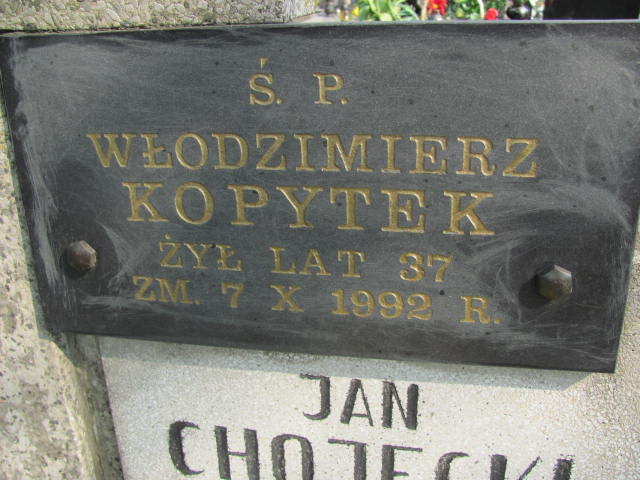 Ś. P.
WŁODZIMIERZ
KOPYTEK
ŻYŁ LAT 37
ZM. 7 X 1992 R.
JAN
CHOJECKI